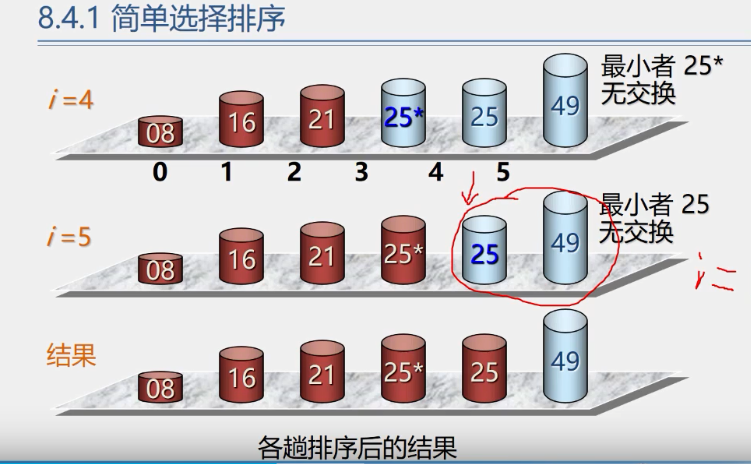 8.4.1 简单选择排序
i =4
08 16 21 25* 25 49
最小者 25*
无交换
0 1 2 3 4 5
i =5
08 16 21 25* 25 49
最小者 25
无交换
i=
结果
08 16 21 25* 25 49
各趟排序后的结果